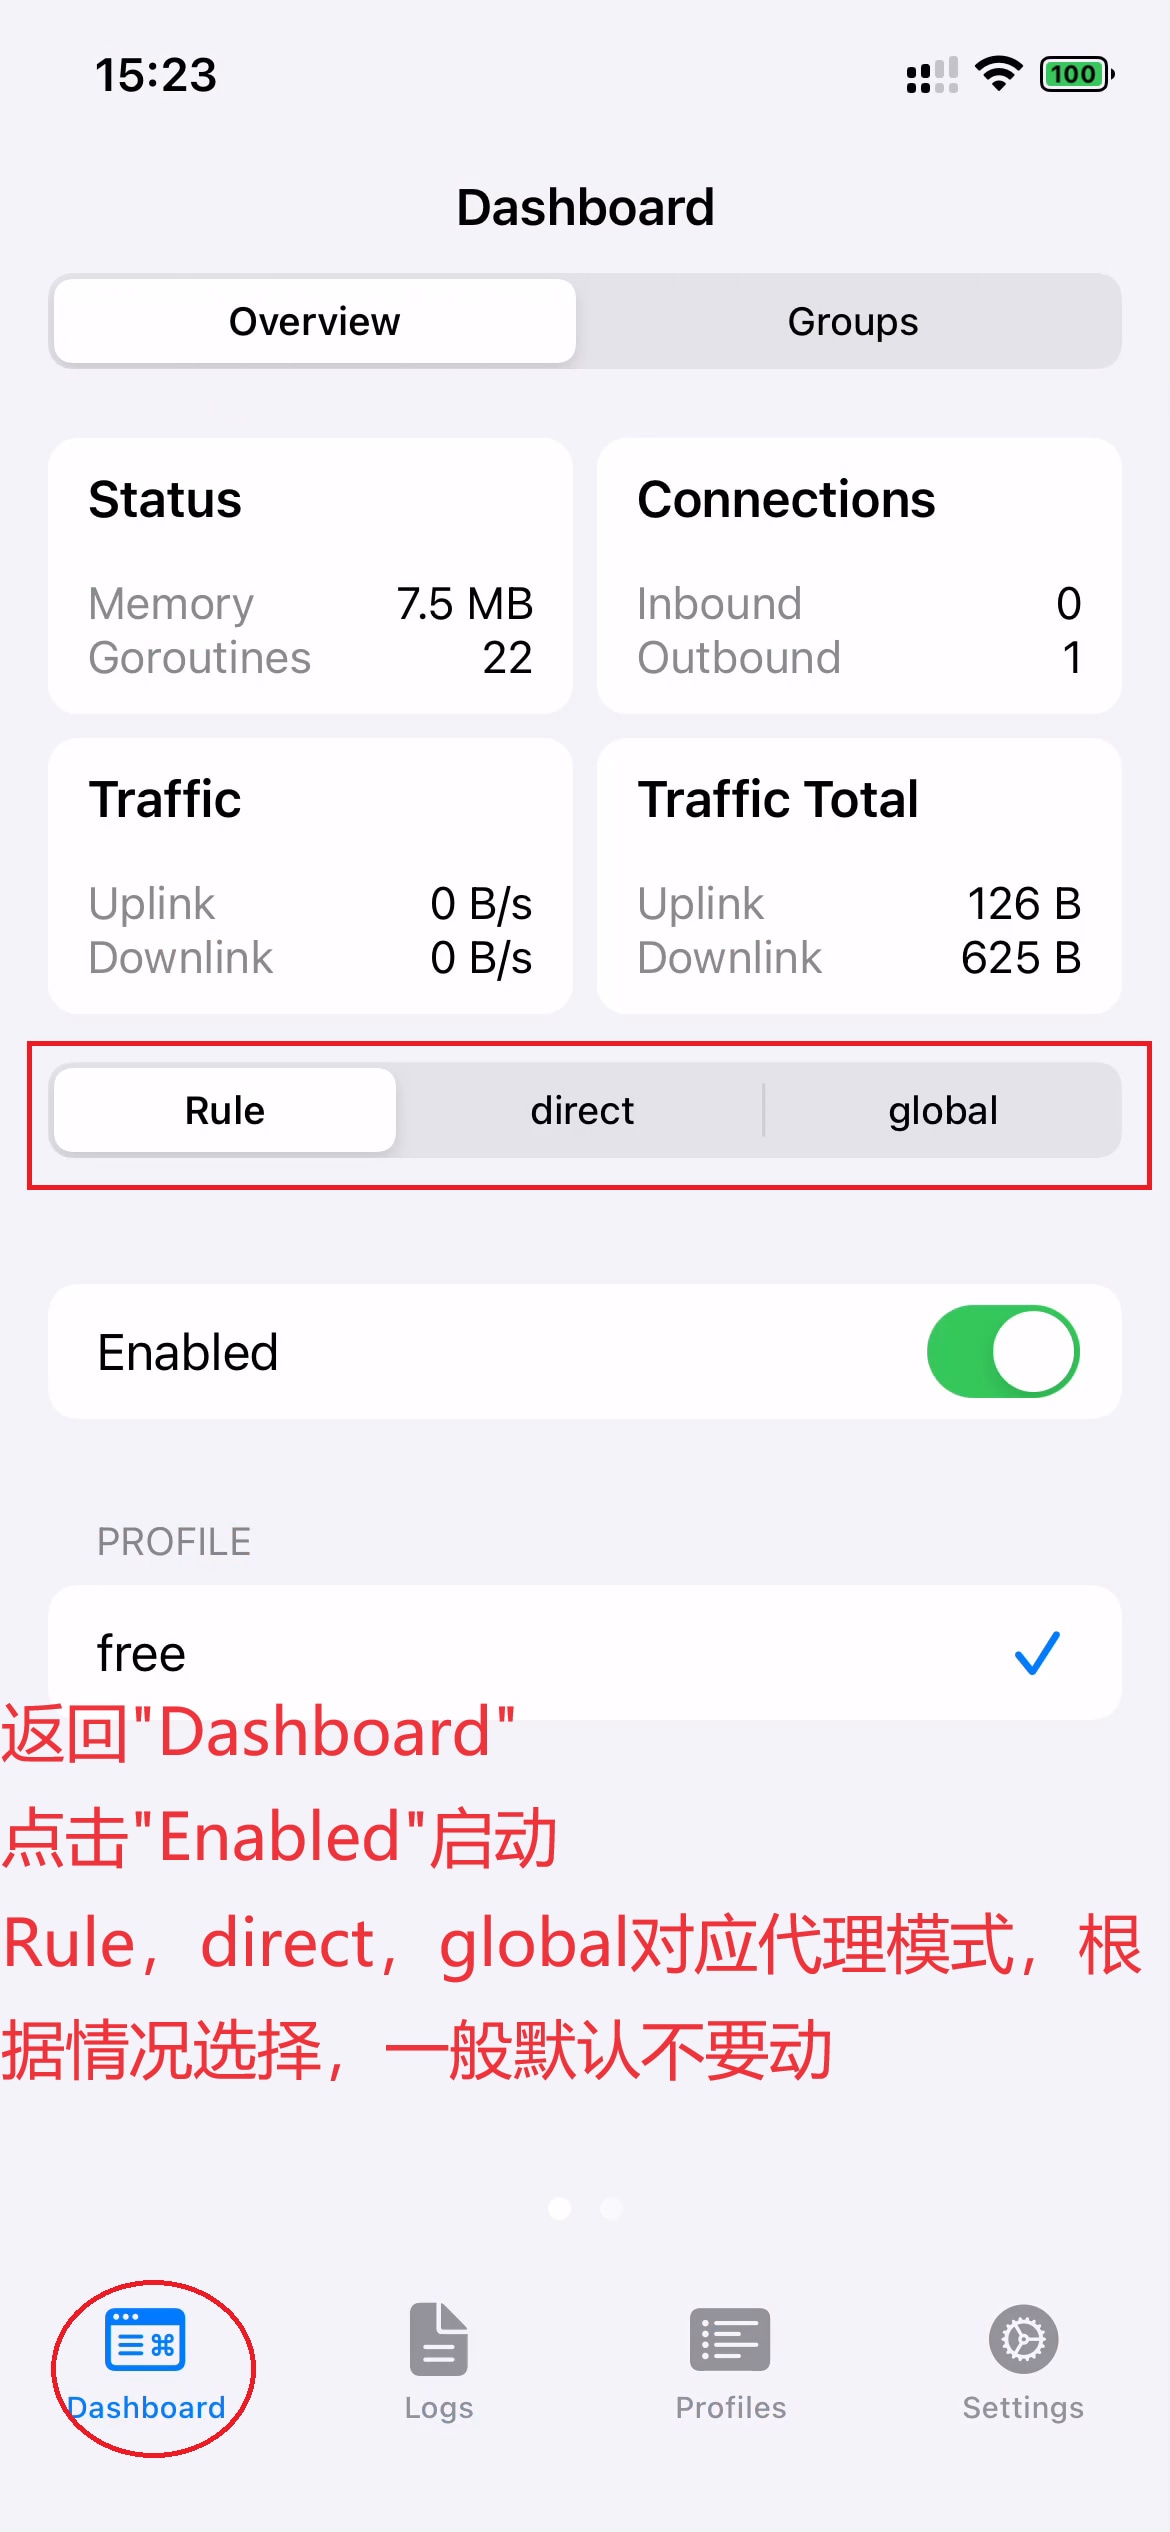 15:23
100
Dashboard
Overview
Groups
Status
Memory 7.5 MB
Goroutines 22
Connections
Inbound 0
Outbound 1
Traffic
Uplink 0 B/s
Downlink 0 B/s
Traffic Total
Uplink 126 B
Downlink 625 B
Rule
direct
global
Enabled
PROFILE
free
返回"Dashboard"
点击"Enabled"启动
Rule，direct，global对应代理模式，根
据情况选择，一般默认不要动
Dashboard
Logs
Profiles
Settings